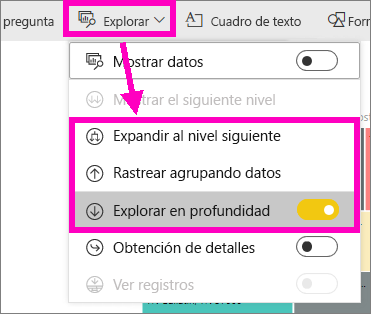 pregunta Explorar Cuadro de texto
Mostrar datos
Mostrar el siguiente nivel
Expandir al nivel siguiente
Rastrear agrupando datos
Explorar en profundidad
Obtención de detalles
Ver registros